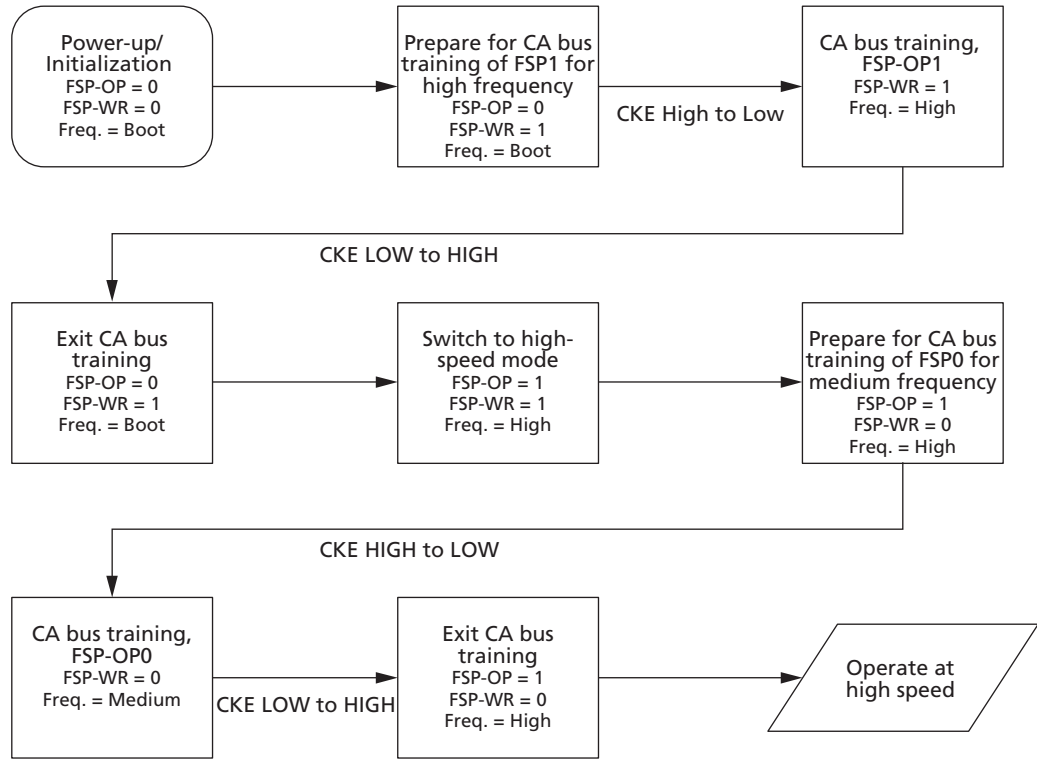 Power-up/
Initialization
FSP-OP = 0
FSP-WR = 0
Freq. = Boot
Prepare for CA bus
training of FSP1 for
high frequency
FSP-OP = 0
FSP-WR = 1
Freq. = Boot
CKE High to Low
CA bus training,
FSP-OP1
FSP-WR = 1
Freq. = High
CKE LOW to HIGH
Exit CA bus
training
FSP-OP = 0
FSP-WR = 1
Freq. = Boot
Switch to high-
speed mode
FSP-OP = 1
FSP-WR = 1
Freq. = High
Prepare for CA bus
training of FSP0 for
medium frequency
FSP-OP = 1
FSP-WR = 0
Freq. = High
CKE HIGH to LOW
CA bus training,
FSP-OP0
FSP-WR = 0
Freq. = Medium
CKE LOW to HIGH
Exit CA bus
training
FSP-OP = 1
FSP-WR = 0
Freq. = High
Operate at
high speed